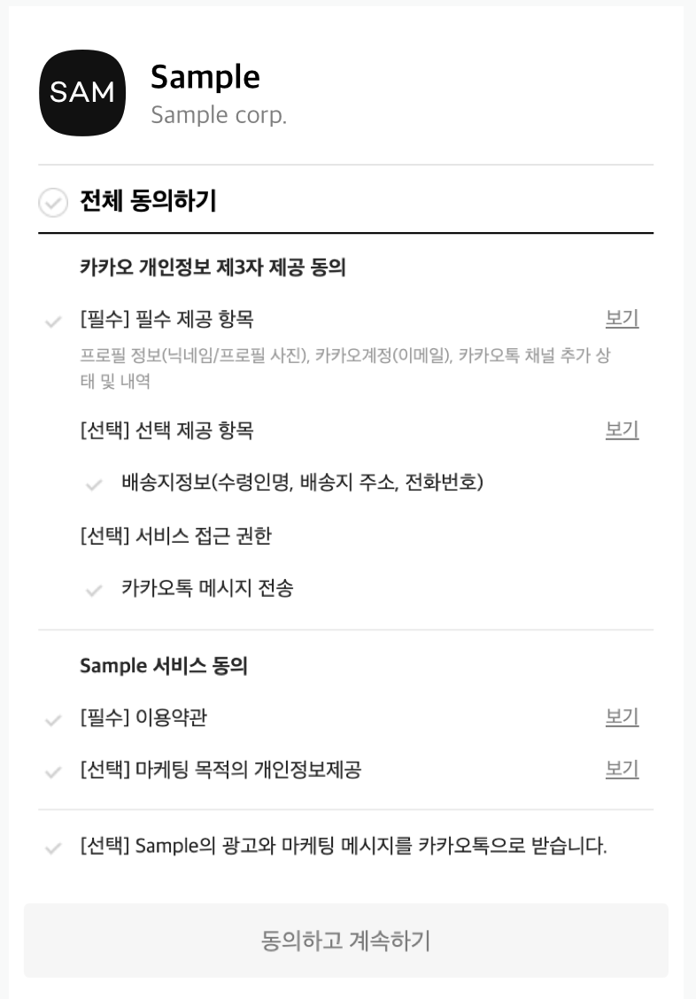 SAM
Sample
Sample corp.
전체 동의하기
카카오 개인정보 제3자 제공 동의
[필수] 필수 제공 항목 보기
프로필 정보(닉네임/프로필 사진), 카카오계정(이메일), 카카오톡 채널 추가 상
태 및 내역
[선택] 선택 제공 항목 보기
배송지정보(수령인명, 배송지 주소, 전화번호)
[선택] 서비스 접근 권한
카카오톡 메시지 전송
Sample 서비스 동의
[필수] 이용약관 보기
[선택] 마케팅 목적의 개인정보제공 보기
[선택] Sample의 광고와 마케팅 메시지를 카카오톡으로 받습니다.
동의하고 계속하기